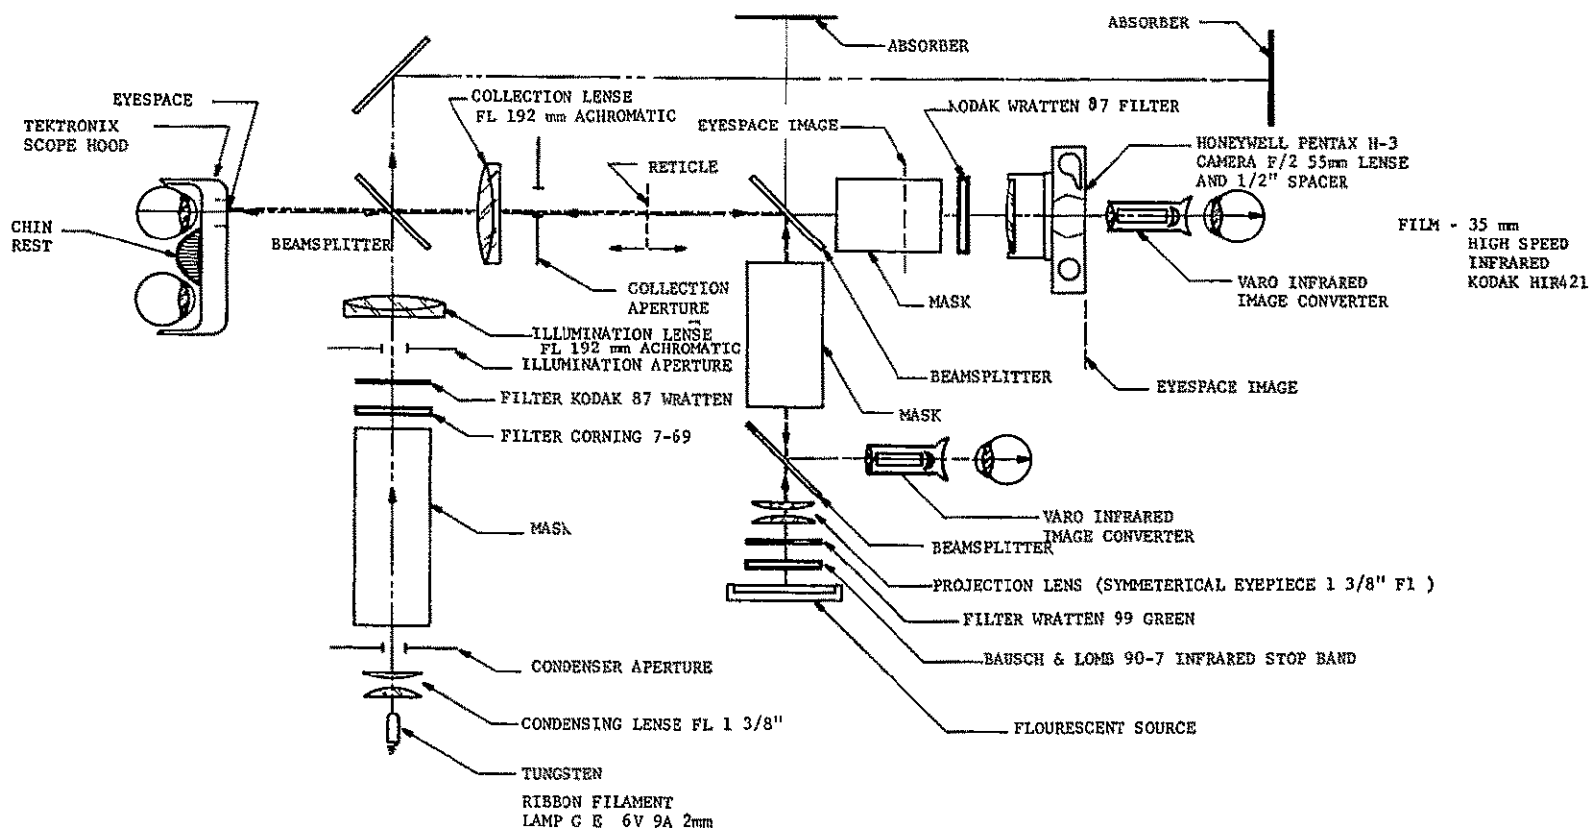 ABSORBER
ABSORBER
EYESPACE
TEKTRONIX
SCOPE HOOD
COLLECTION LENSE
FL 192 mm ACHROMATIC
KODAK WRATTEN 87 FILTER
EYESPACE IMAGE
RETICLE
HONEYWELL PENTAX H-3
CAMERA F/2 55mm LENSE
AND 1/2" SPACER
CHIN
REST
BEAMSPLITTER
FILM - 35 mm
HIGH SPEED
INFRARED
KODAK HIR421
VARO INFRARED
IMAGE CONVERTER
COLLECTION
APERTURE
MASK
ILLUMINATION LENSE
FL 192 mm ACHROMATIC
ILLUMINATION APERTURE
BEAMSPLITTER
EYESPACE IMAGE
FILTER KODAK 87 WRATTEN
MASK
FILTER CORNING 7-69
MASK
VARO INFRARED
IMAGE CONVERTER
BEAMSPLITTER
PROJECTION LENS (SYMMETERICAL EYEPIECE 1 3/8" F1 )
FILTER WRATTEN 99 GREEN
BAUSCH & LOMB 90-7 INFRARED STOP BAND
CONDENSER APERTURE
CONDENSING LENSE FL 1 3/8"
FLOURESCENT SOURCE
TUNGSTEN
RIBBON FILAMENT
LAMP G E 6V 9A 2mm